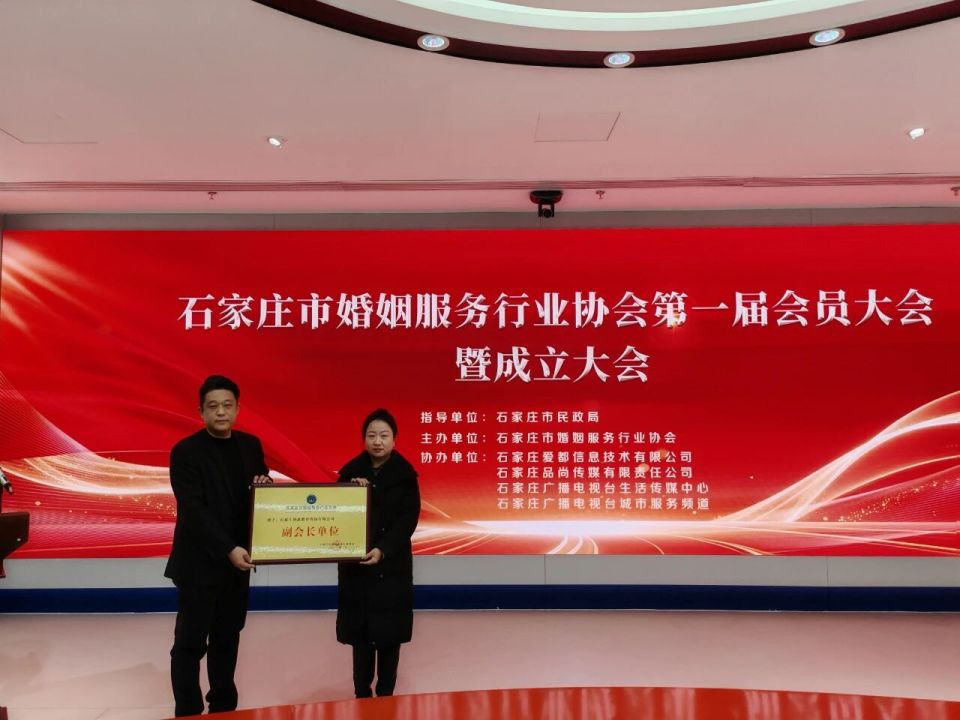 石家庄市婚姻服务行业协会第一届会员大会
暨成立大会
指导单位：石家庄市民政局
主办单位：石家庄市婚姻服务行业协会
协办单位：石家庄爱都信息技术有限公司
石家庄品尚传媒有限责任公司
石家庄广播电视台生活传媒中心
石家庄广播电视台城市服务频道
副会长单位